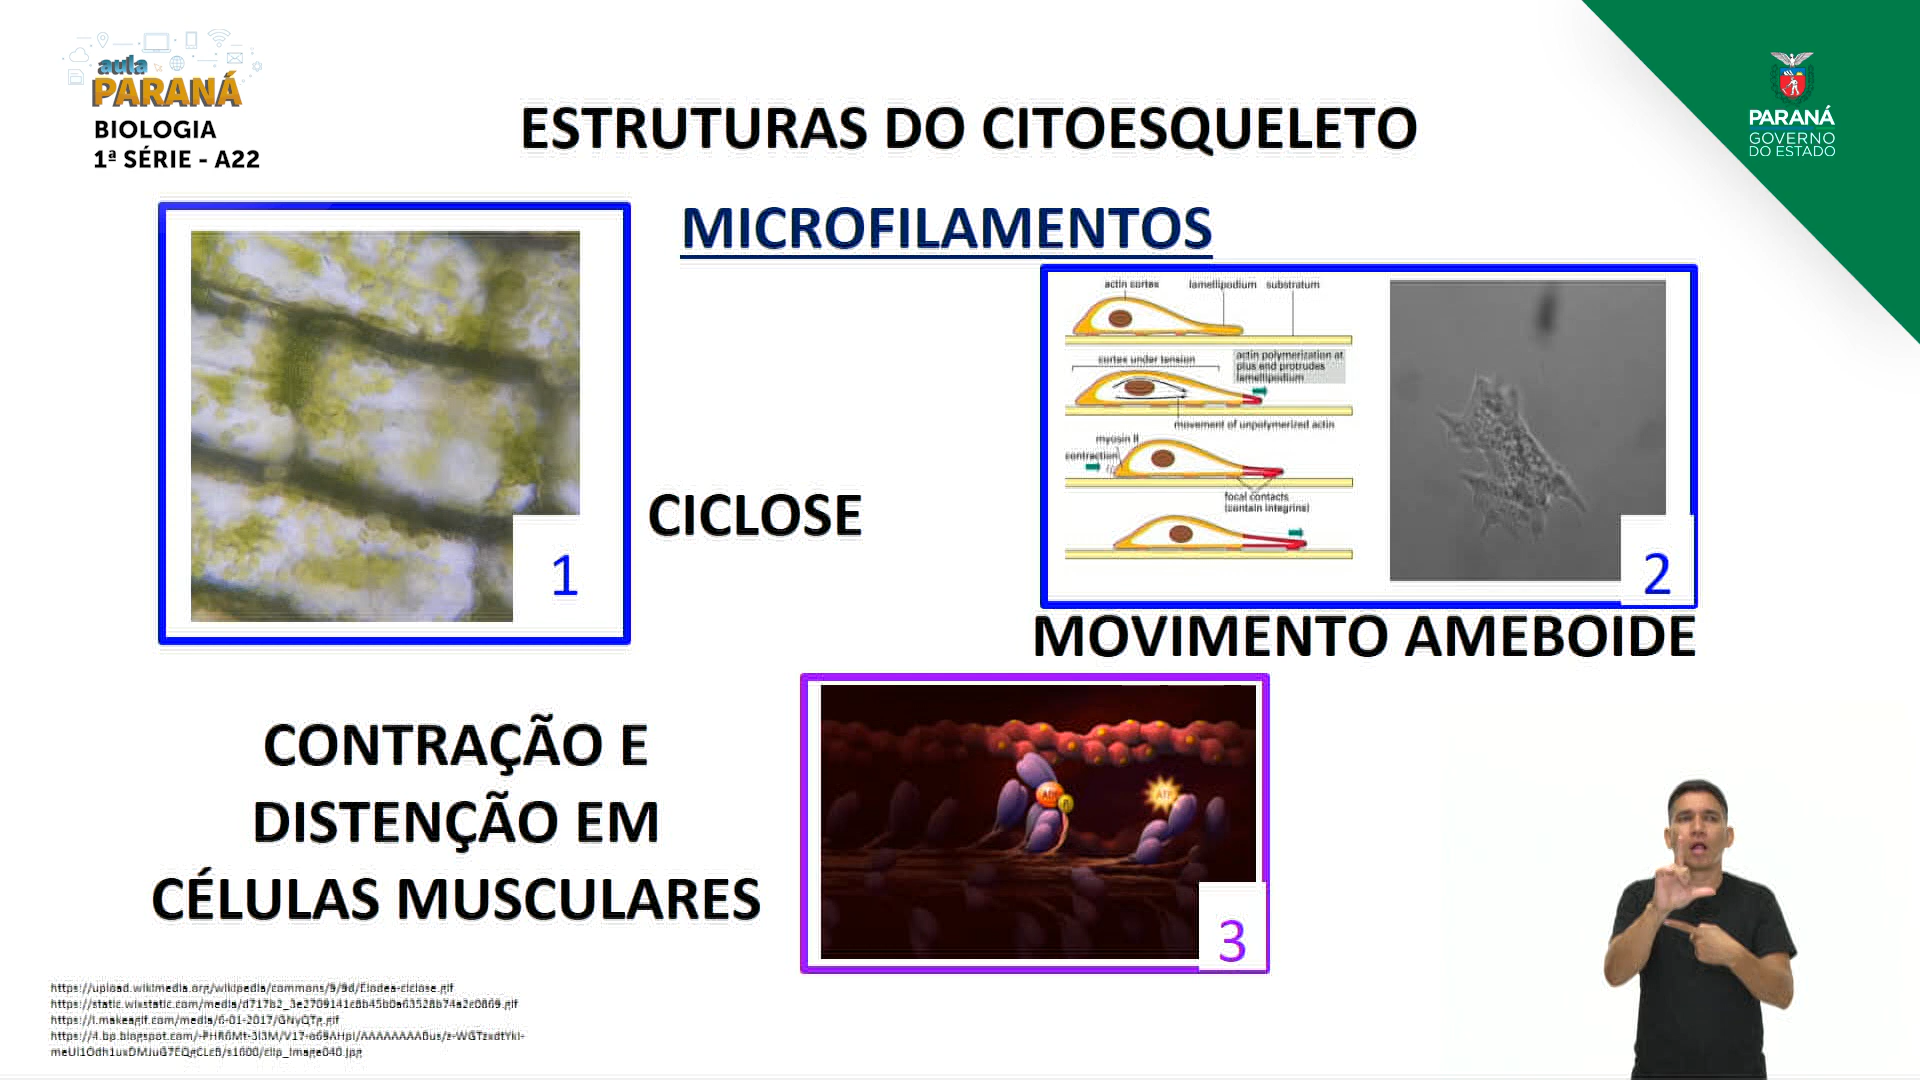 aula
PARANÁ
BIOLOGIA
1ª SÉRIE - A22
PARANÁ
GOVERNO
DO ESTADO
ESTRUTURAS DO CITOESQUELETO
MICROFILAMENTOS
1
CICLOSE
actin cortex lamellipodium substratum
cortex under tension
actin polymerization at
plus end protrudes
lamellipodium
movement of unpolymerized actin
myosin II
contraction
focal contacts
(contain integrins)
2
MOVIMENTO AMEBOIDE
CONTRAÇÃO E
DISTENÇÃO EM
CÉLULAS MUSCULARES
ATP
3
https://upload.wikimedia.org/wikipedia/commons/9/9d/Elodea-ciclose.gif